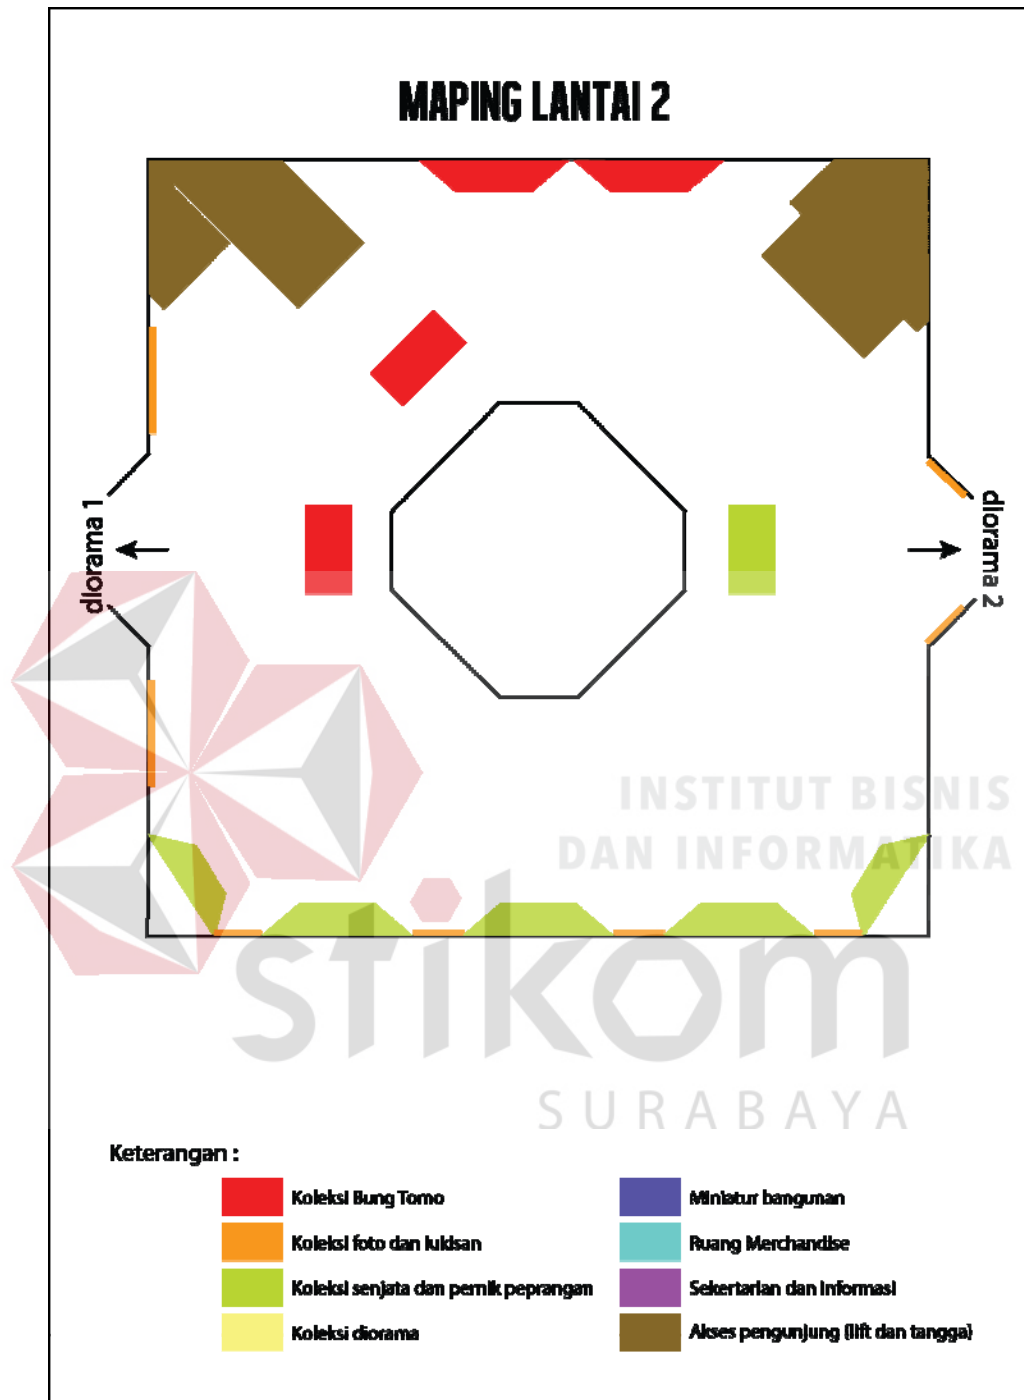 MAPING LANTAI 2
diorama 1
diorama 2
INSTITUT BISNIS
DAN INFORMATIKA
stikom
SURABAYA
Keterangan :
Koleksi Bung Tomo
Koleksi foto dan lukisan
Koleksi senjata dan pernik peprangan
Koleksi diorama
Miniatur bangunan
Ruang Merchandise
Sekertarian dan Informasi
Akses pengunjung (lift dan tangga)